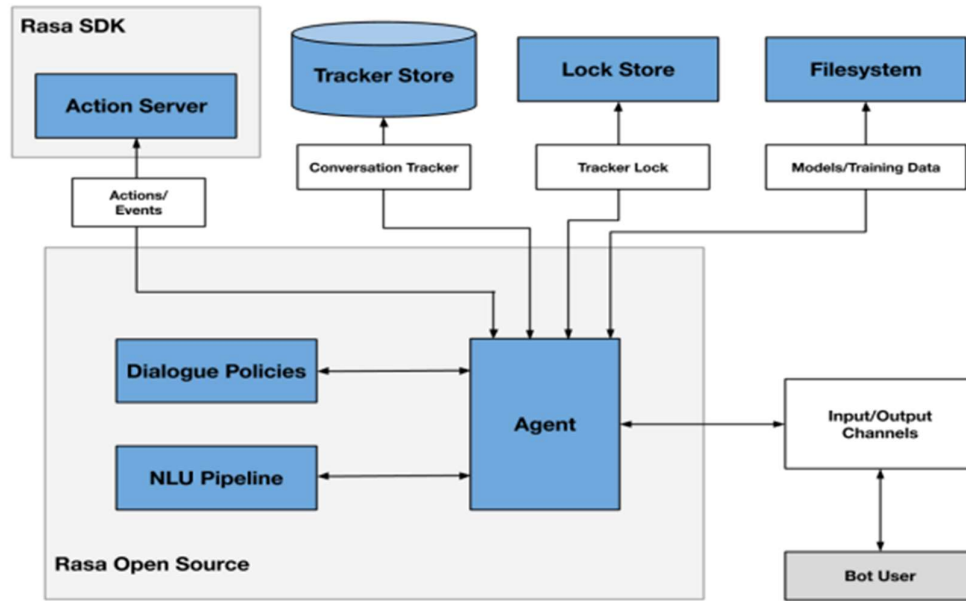 Rasa SDK
Action Server
Tracker Store
Lock Store
Filesystem
Conversation Tracker
Tracker Lock
Models/Training Data
Actions/
Events
Dialogue Policies
Agent
NLU Pipeline
Input/Output
Channels
Rasa Open Source
Bot User